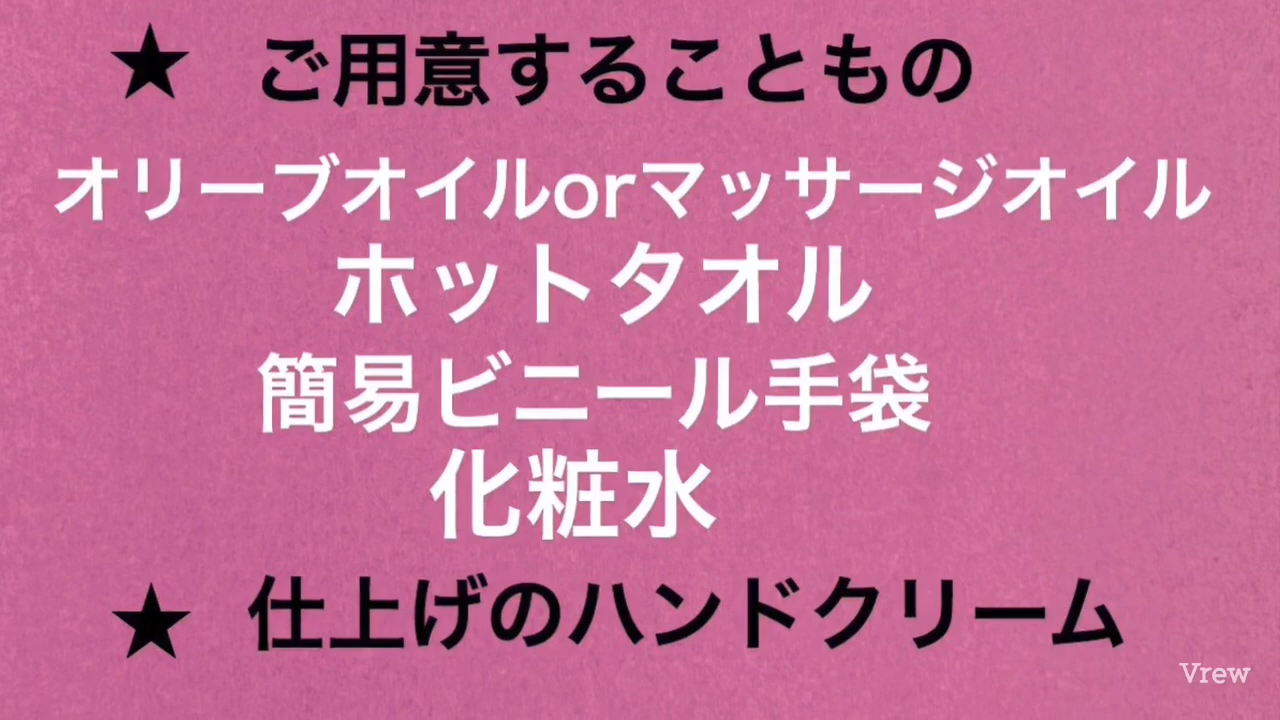 ★ ご用意することもの
オリーブオイルorマッサージオイル
ホットタオル
簡易ビニール手袋
化粧水
★ 仕上げのハンドクリーム
Vrew